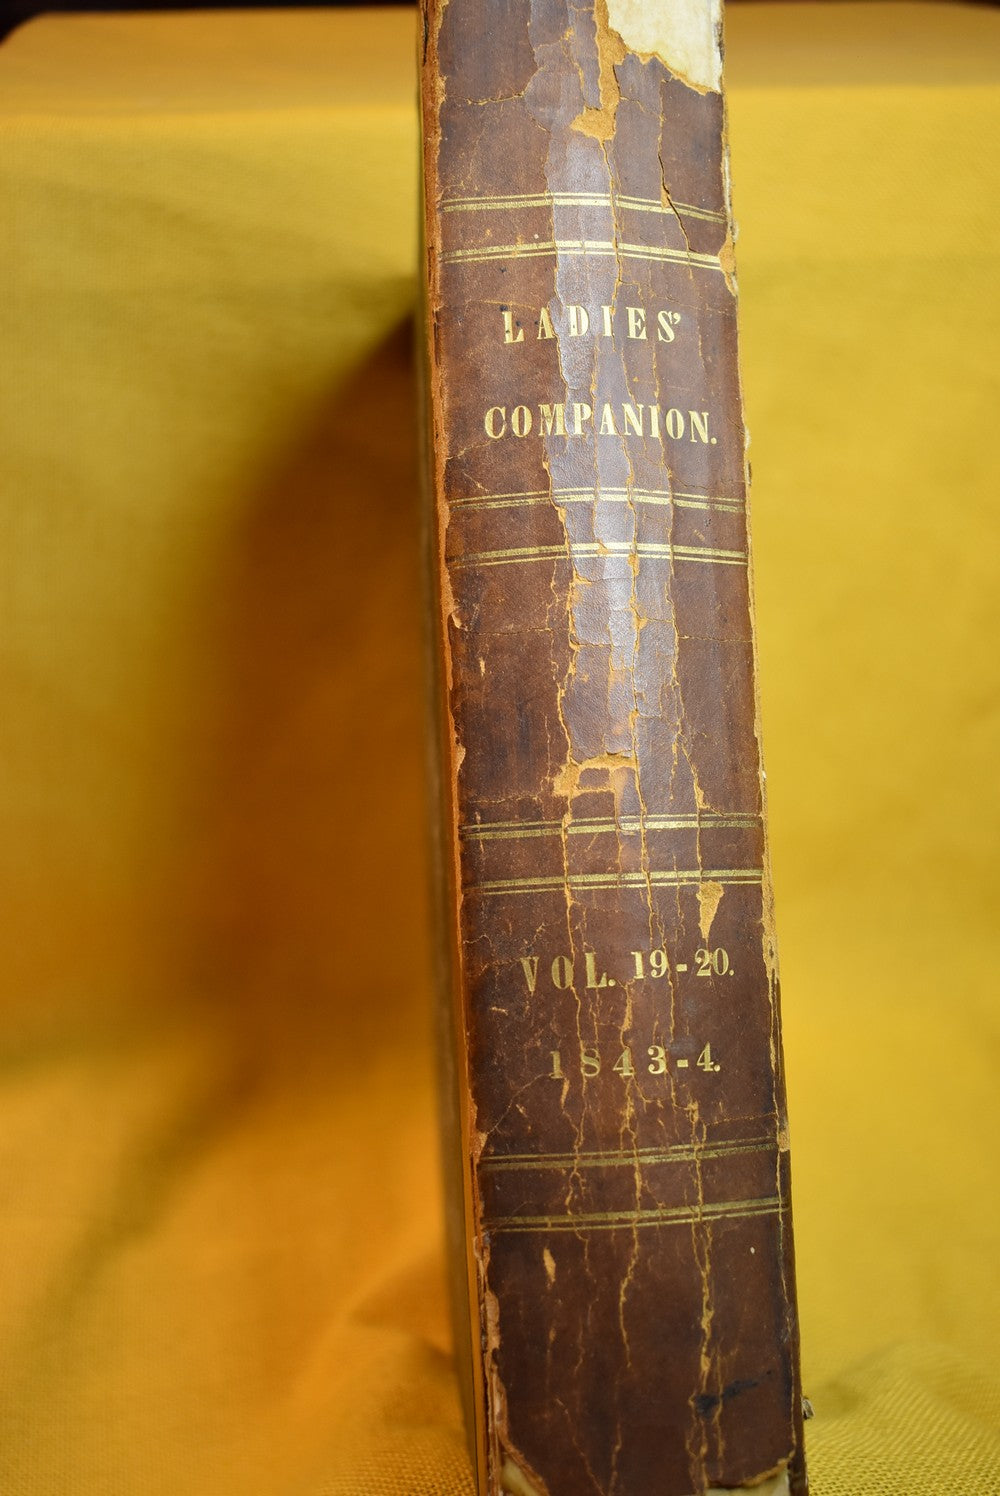 LADIES'
COMPANION.
VOL. 19-20.
1843-4.